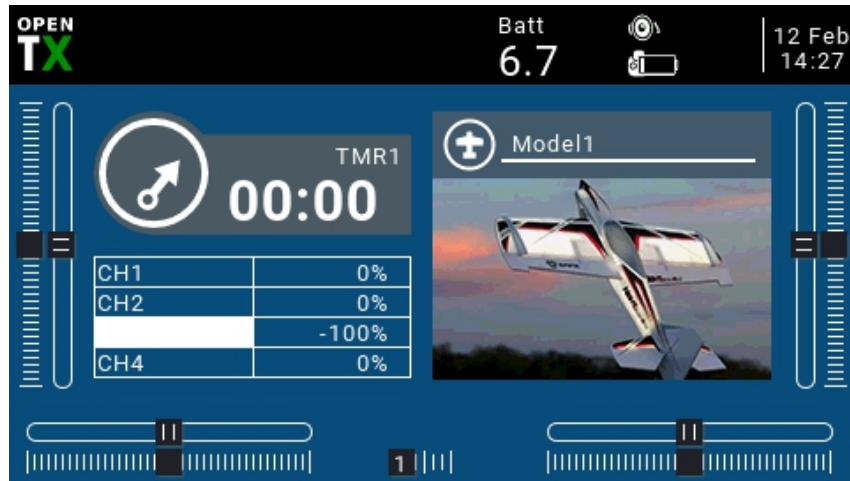 OPEN
TX
Batt
6.7
12 Feb
14:27
TMR1
00:00
Model1
CH1 0%
CH2 0%
-100%
CH4 0%
1